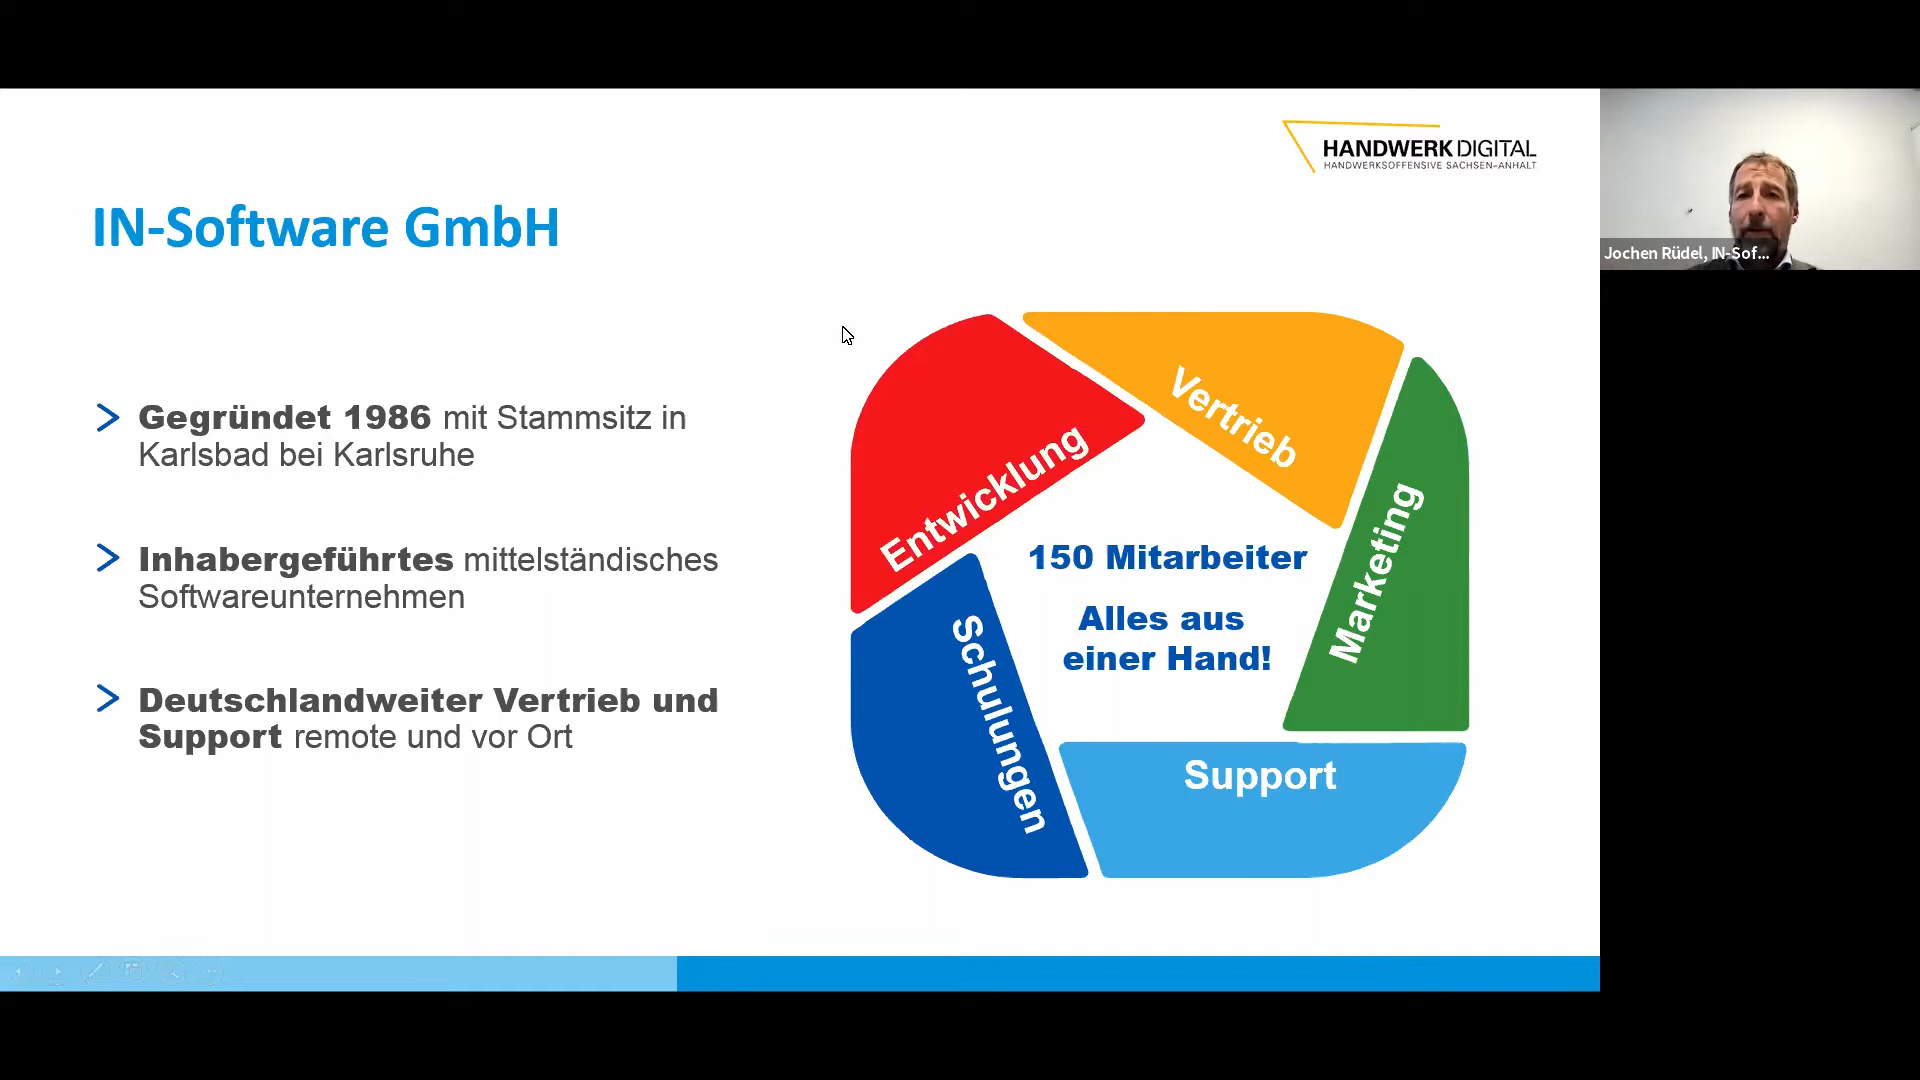 HANDWERK DIGITAL
HANDWERKSOFFENSIVE SACHSEN-ANHALT
IN-Software GmbH
Gegründet 1986 mit Stammsitz in
Karlsbad bei Karlsruhe
Inhabergeführtes mittelständisches
Softwareunternehmen
Deutschlandweiter Vertrieb und
Support remote und vor Ort
Entwicklung
Vertrieb
Marketing
Support
Schulungen
150 Mitarbeiter
Alles aus
einer Hand!
Jochen Rüdel, IN-Sof...